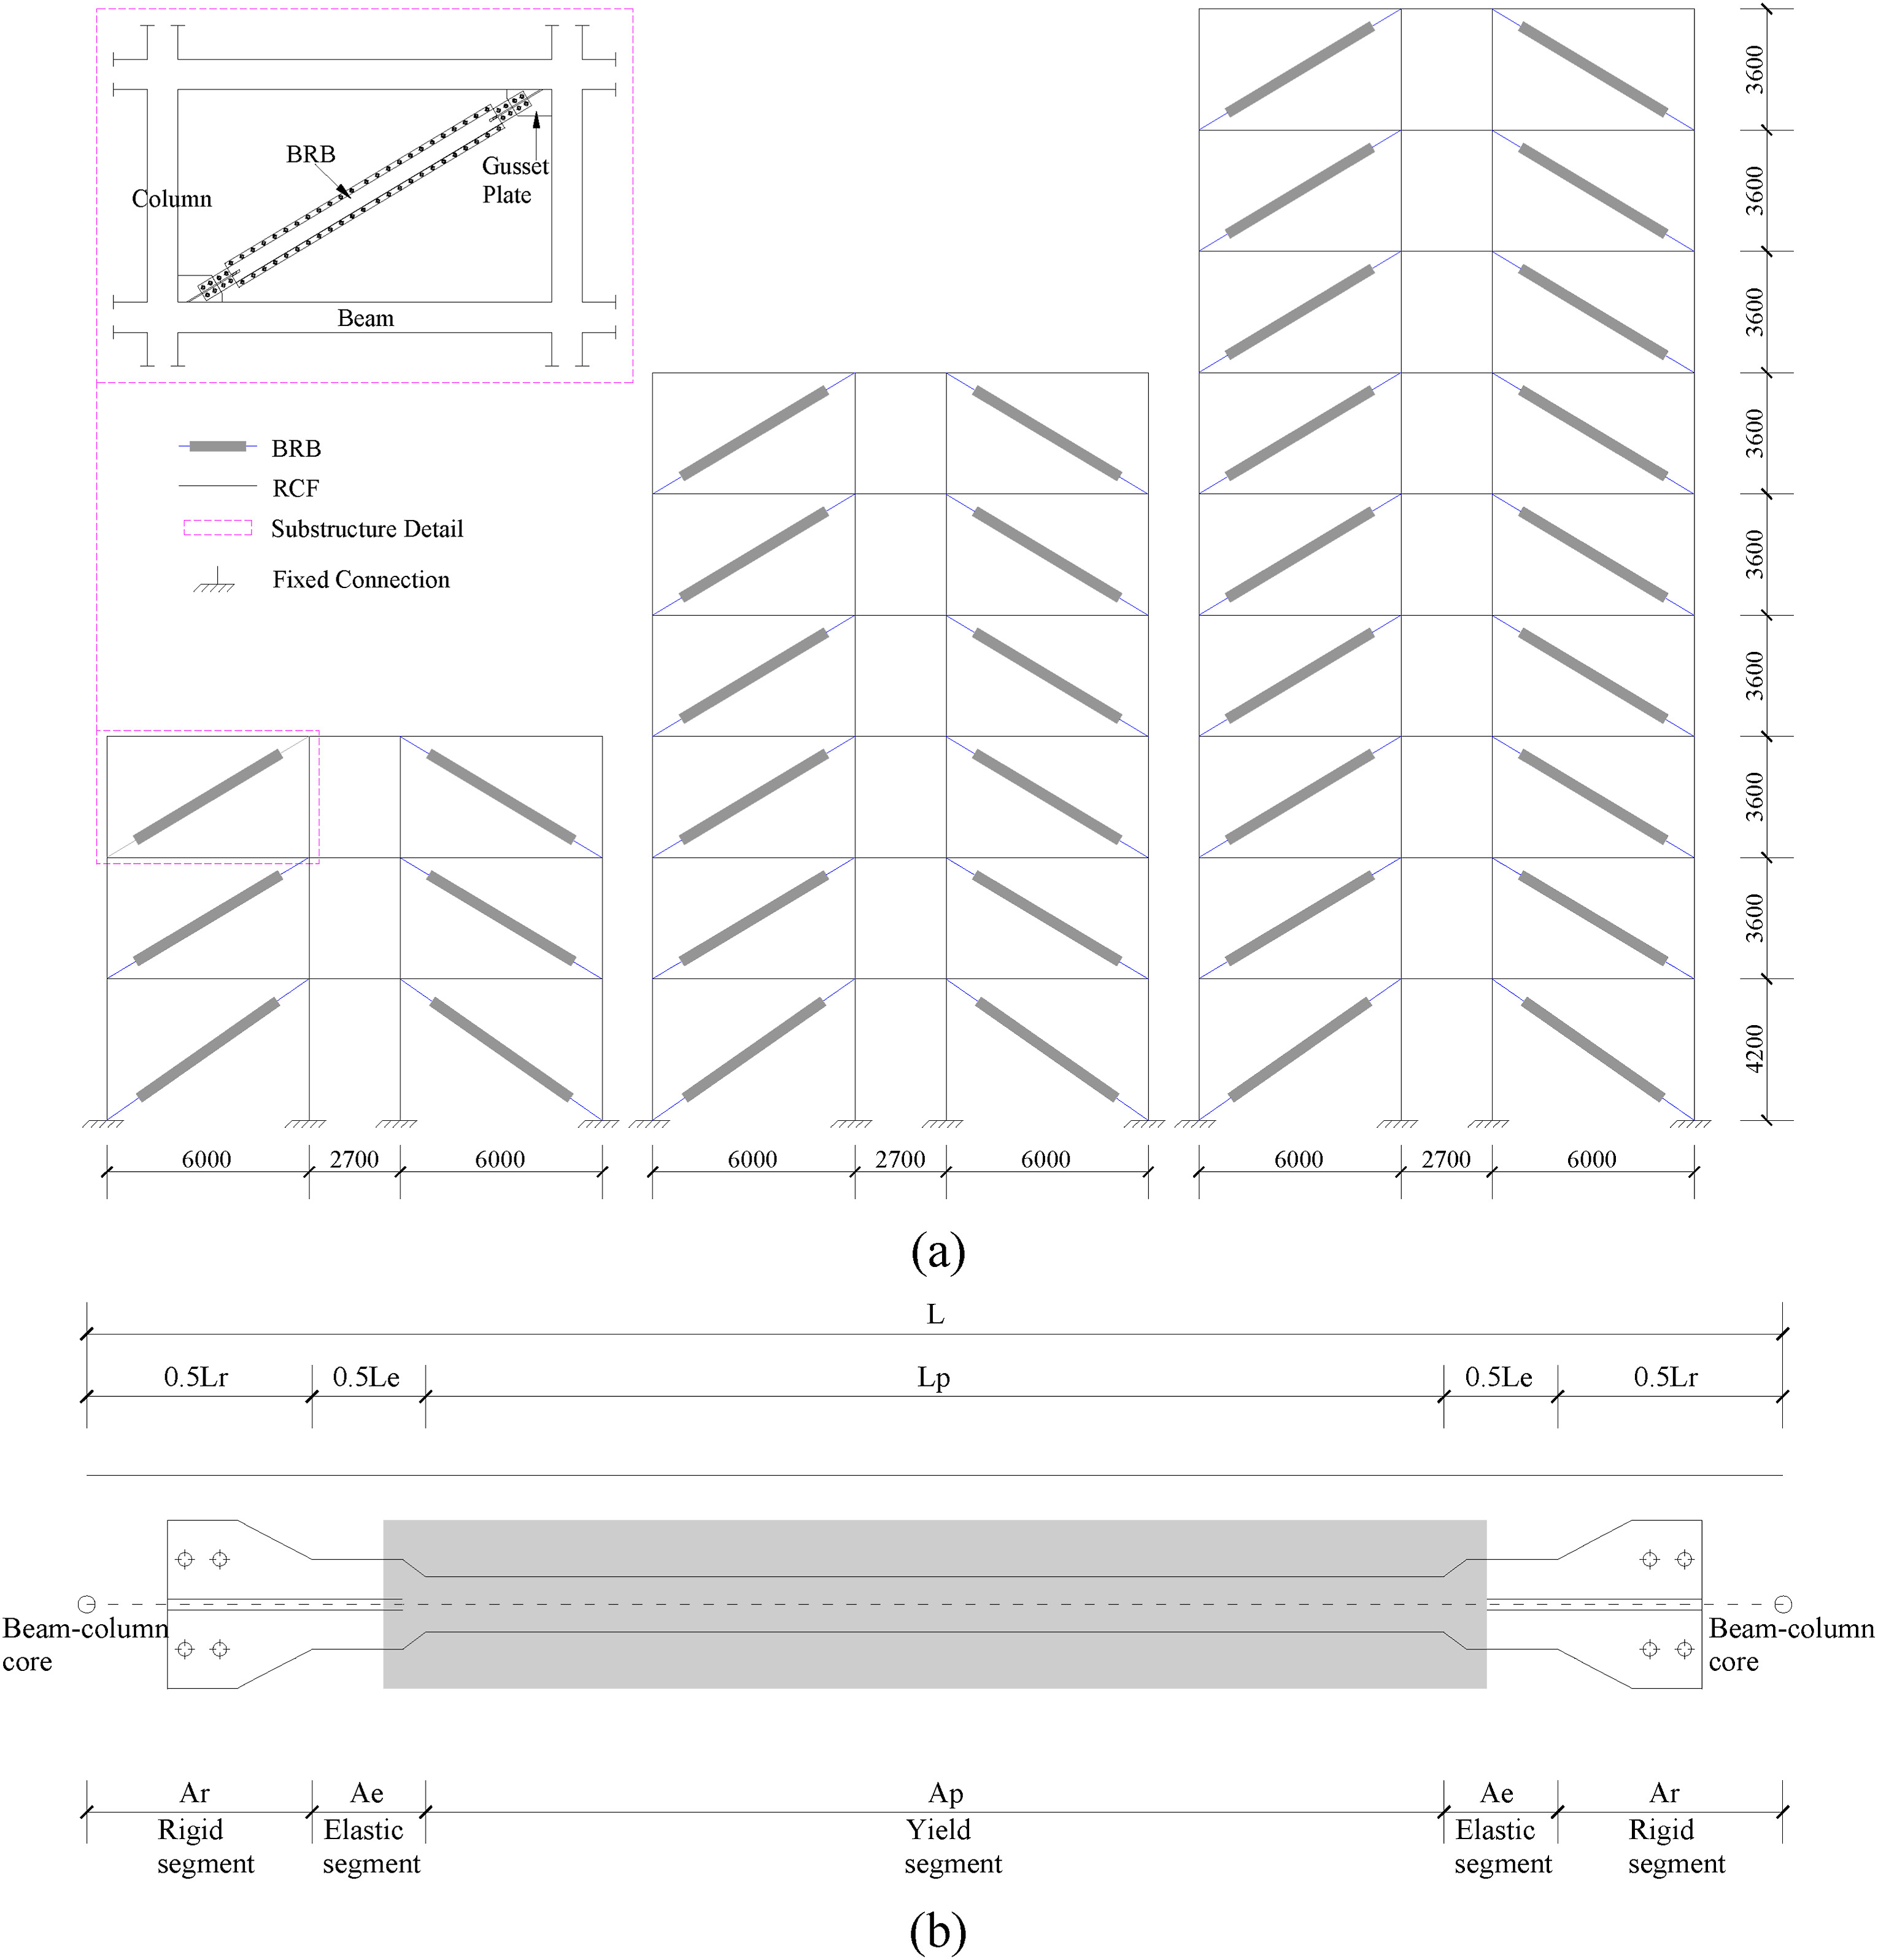 BRB
Column
Gusset
Plate
Beam
BRB
RCF
Substructure Detail
Fixed Connection
3600
3600
3600
3600
3600
3600
3600
3600
4200
6000
2700
6000
6000
2700
6000
6000
2700
6000
(a)
L
0.5Lr
0.5Le
Lp
0.5Le
0.5Lr
Beam-column
core
Beam-column
core
Ar
Ae
Ap
Ae
Ar
Rigid
segment
Elastic
segment
Yield
segment
Elastic
segment
Rigid
segment
(b)